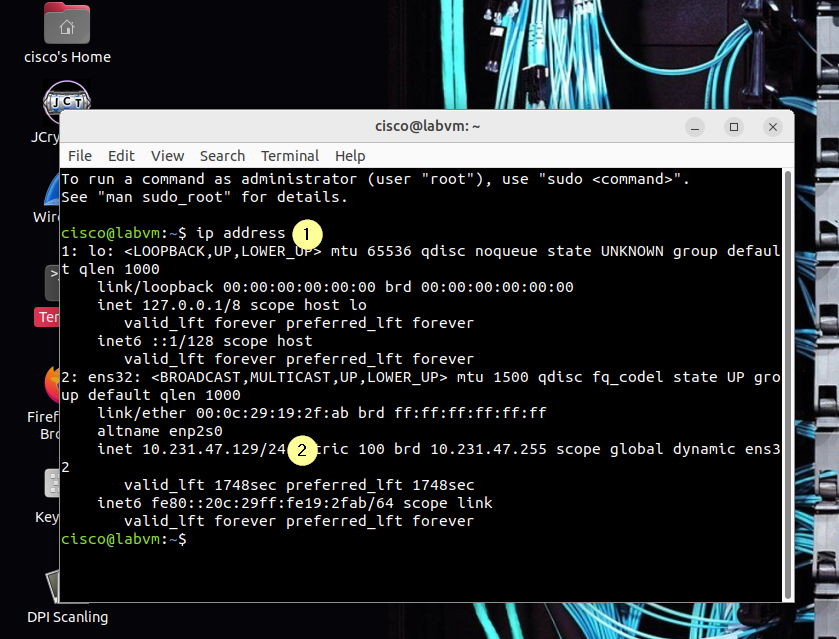 cisco's Home
JCT
JCry
Wire
Ter
Firef
Bro
Key
DPI Scanling
cisco@labvm: ~
File Edit View Search Terminal Help
To run a command as administrator (user "root"), use "sudo <command>".
See "man sudo_root" for details.
cisco@labvm:~$ ip address 1
1: lo: <LOOPBACK,UP,LOWER_UP> mtu 65536 qdisc noqueue state UNKNOWN group defaul
t qlen 1000
link/loopback 00:00:00:00:00:00 brd 00:00:00:00:00:00
inet 127.0.0.1/8 scope host lo
valid_lft forever preferred_lft forever
inet6 ::1/128 scope host
valid_lft forever preferred_lft forever
2: ens32: <BROADCAST,MULTICAST,UP,LOWER_UP> mtu 1500 qdisc fq_codel state UP gro
up default qlen 1000
link/ether 00:0c:29:19:2f:ab brd ff:ff:ff:ff:ff:ff
altname enp2s0
inet 10.231.47.129/24 2 tric 100 brd 10.231.47.255 scope global dynamic ens3
2
valid_lft 1748sec preferred_lft 1748sec
inet6 fe80::20c:29ff:fe19:2fab/64 scope link
valid_lft forever preferred_lft forever
cisco@labvm:~$